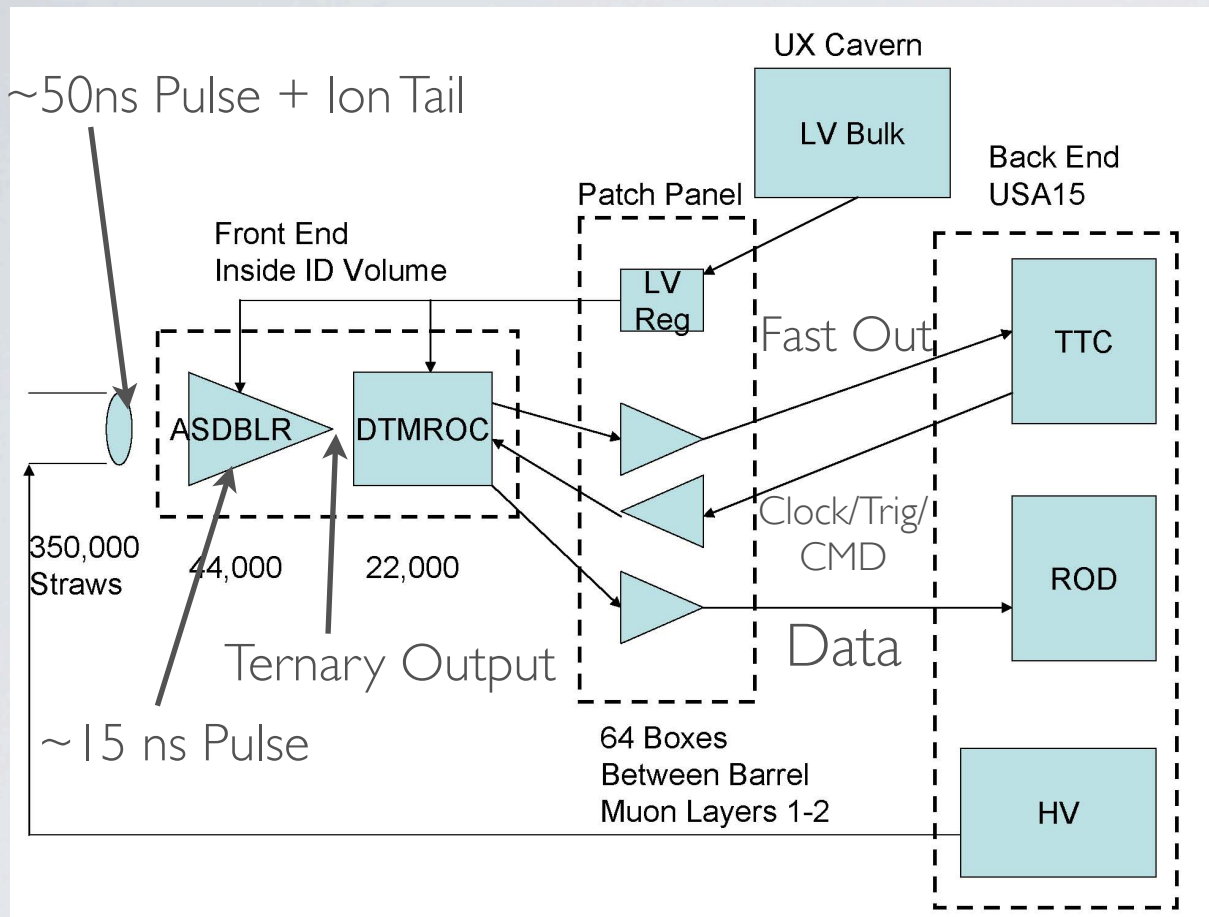 UX Cavern
~50ns Pulse + Ion Tail
LV Bulk
Back End
USA15
Patch Panel
Front End
Inside ID Volume
LV
Reg
Fast Out
TTC
ASDBLR
DTMROC
Clock/Trig/
CMD
350,000
Straws
44,000
22,000
ROD
Ternary Output
Data
~15 ns Pulse
64 Boxes
Between Barrel
Muon Layers 1-2
HV